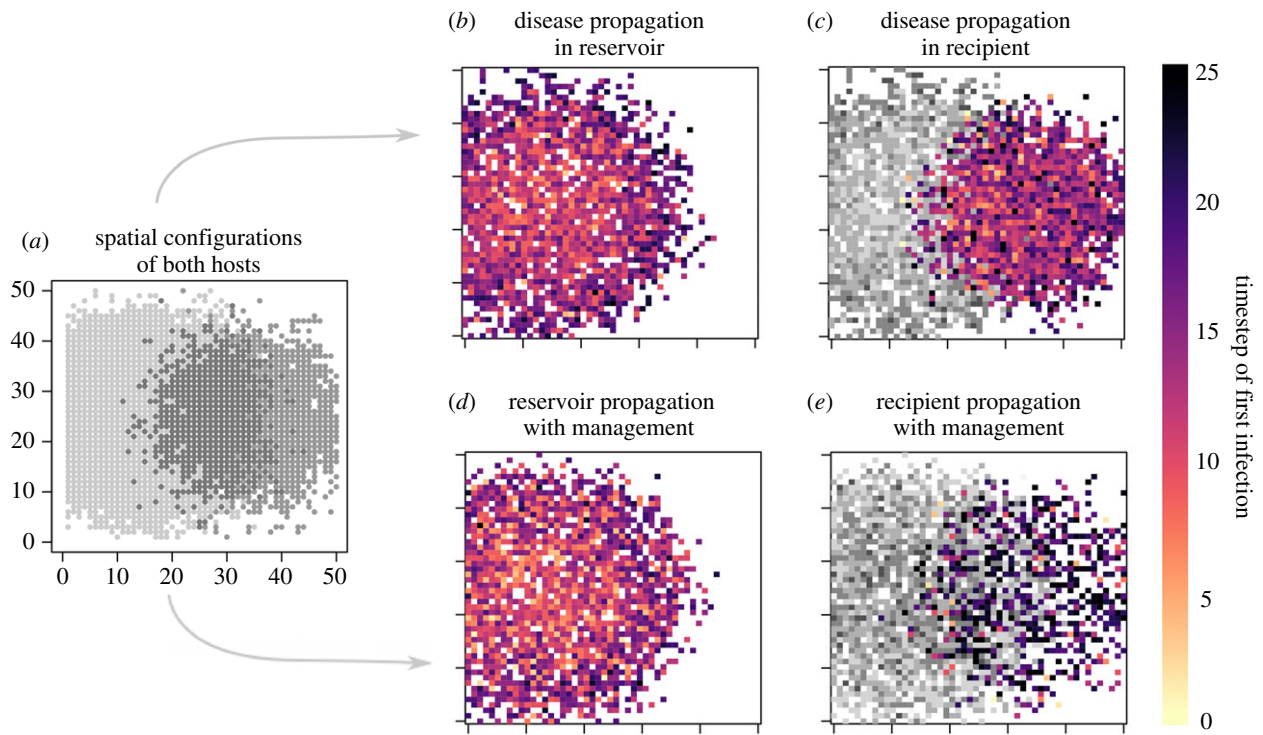 (b) disease propagation
in reservoir
(c) disease propagation
in recipient
(a) spatial configurations
of both hosts
50
40
30
20
10
0
0 10 20 30 40 50
(d) reservoir propagation
with management
(e) recipient propagation
with management
25
20
15
10
5
0
timestep of first infection